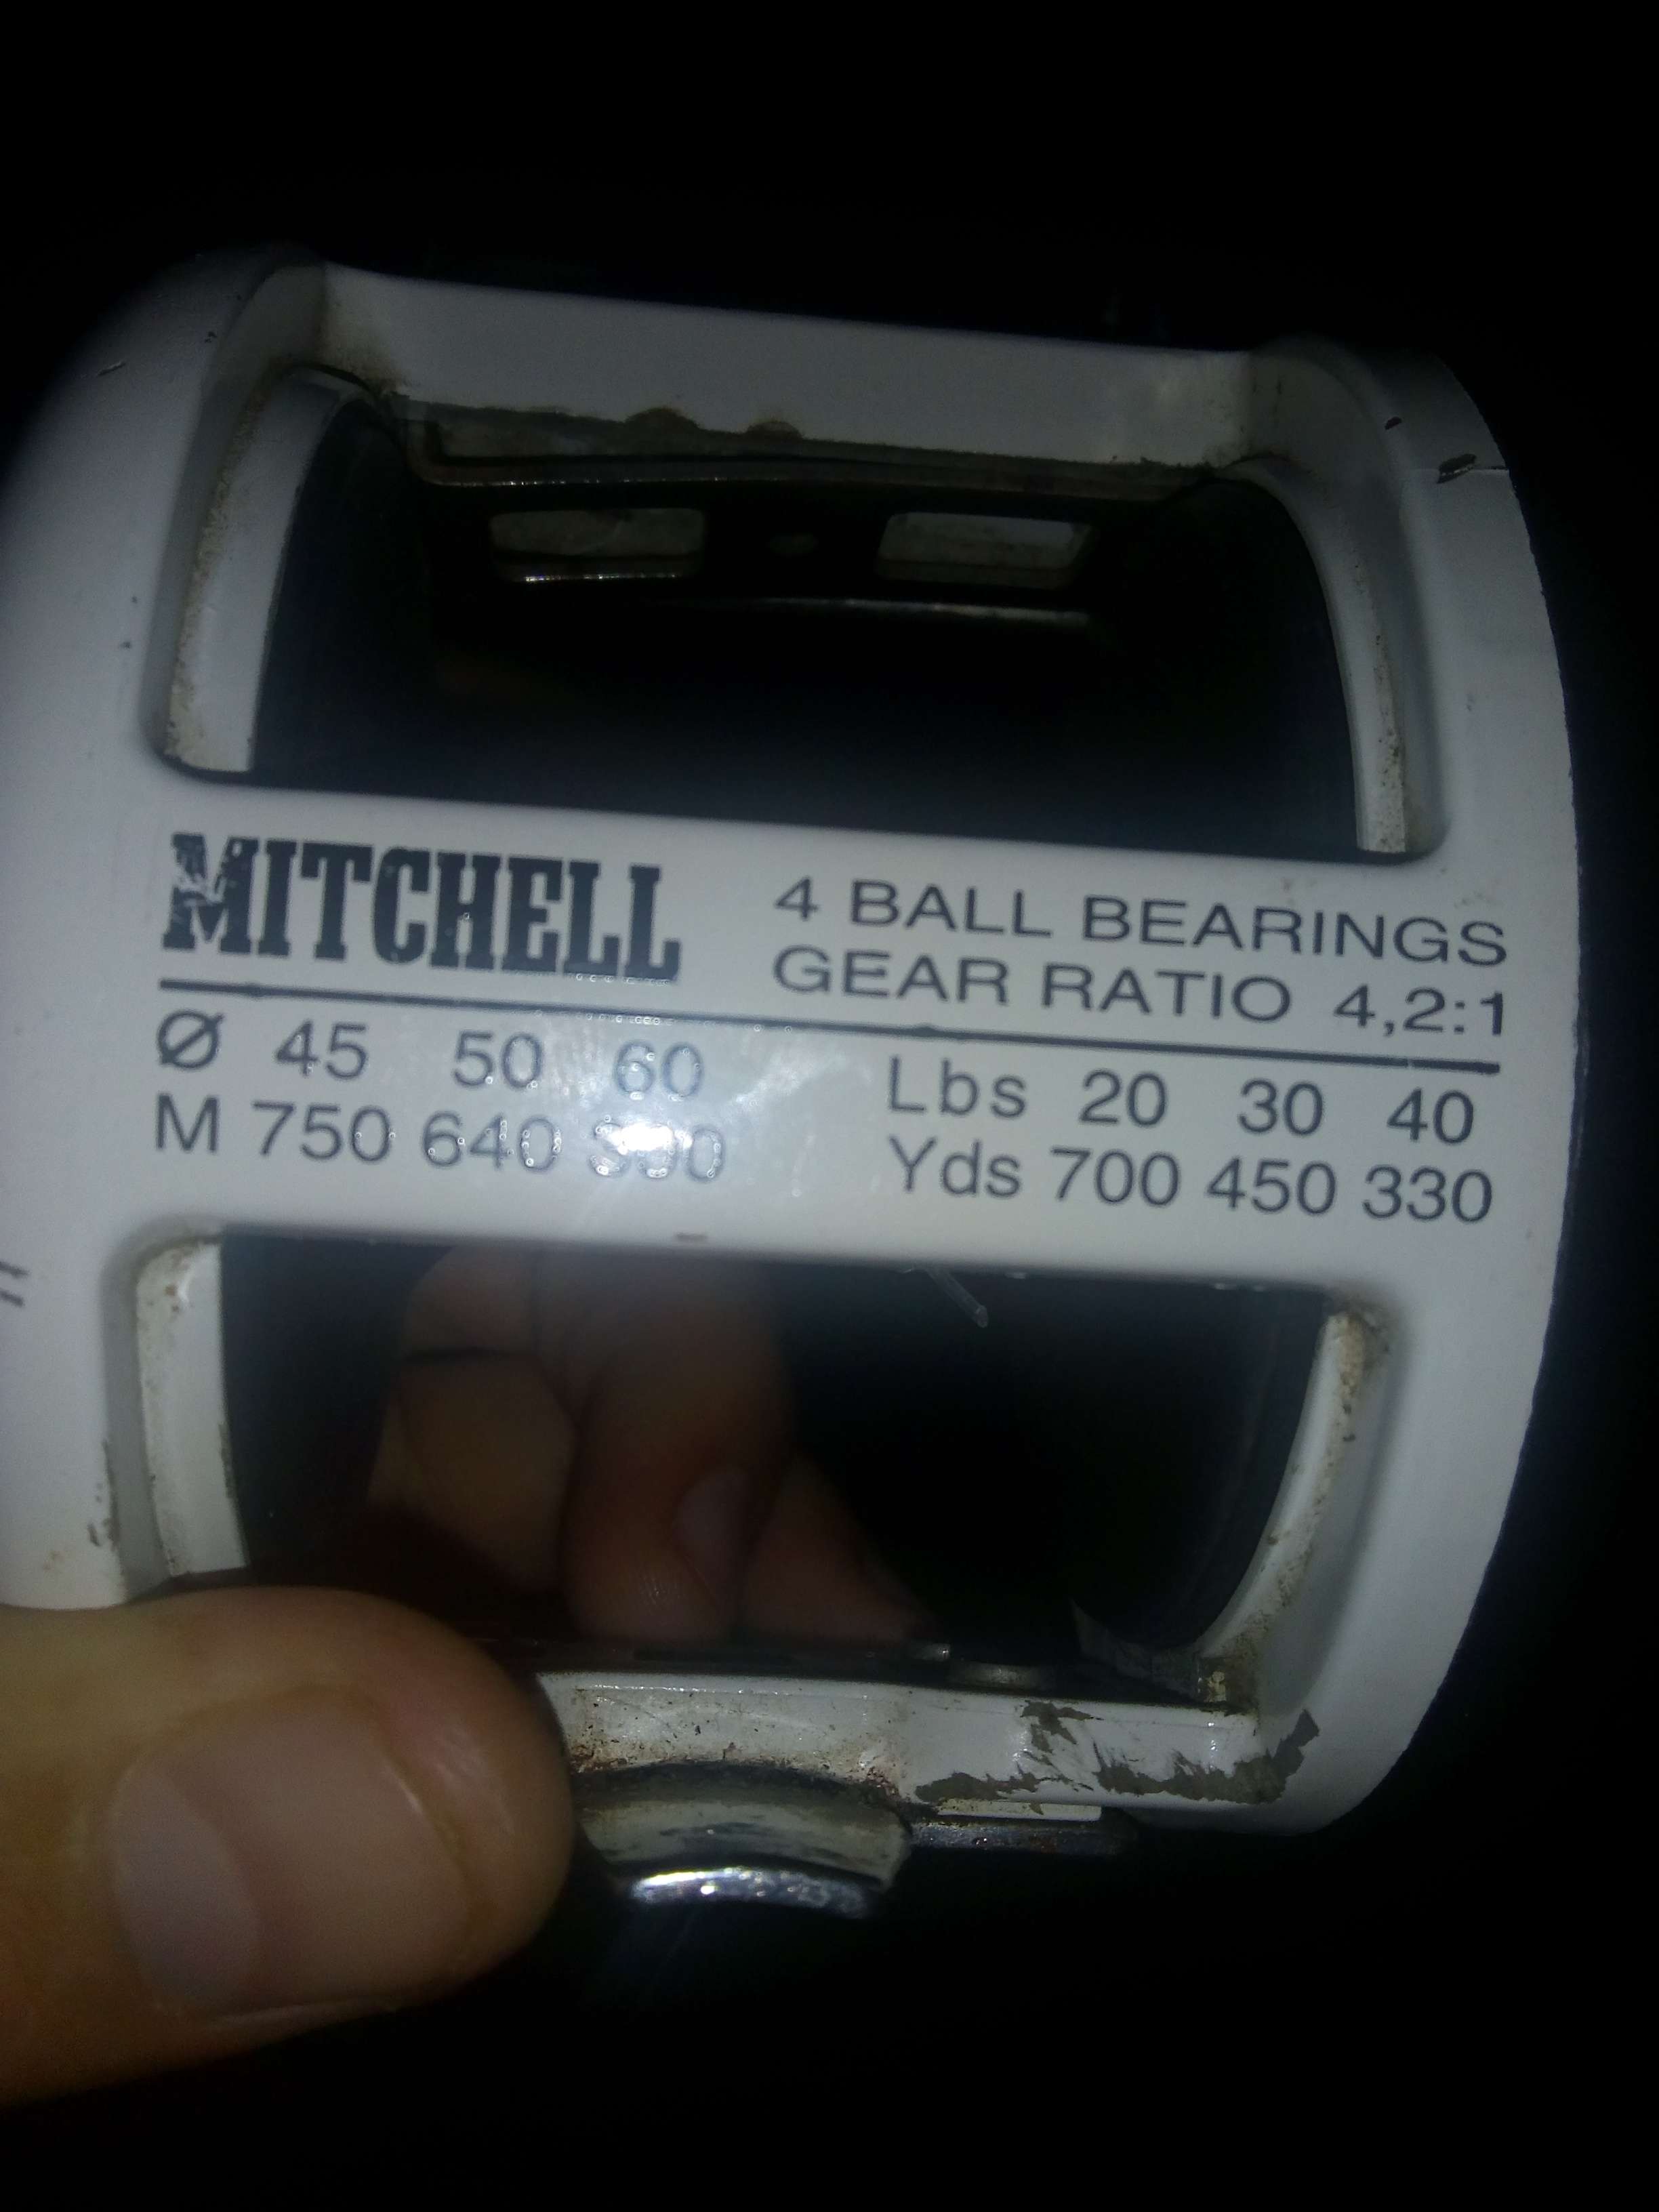 MITCHELL
4 BALL BEARINGS
GEAR RATIO 4,2:1
Ø 45 50 60
M 750 640
Lbs 20 30 40
Yds 700 450 330